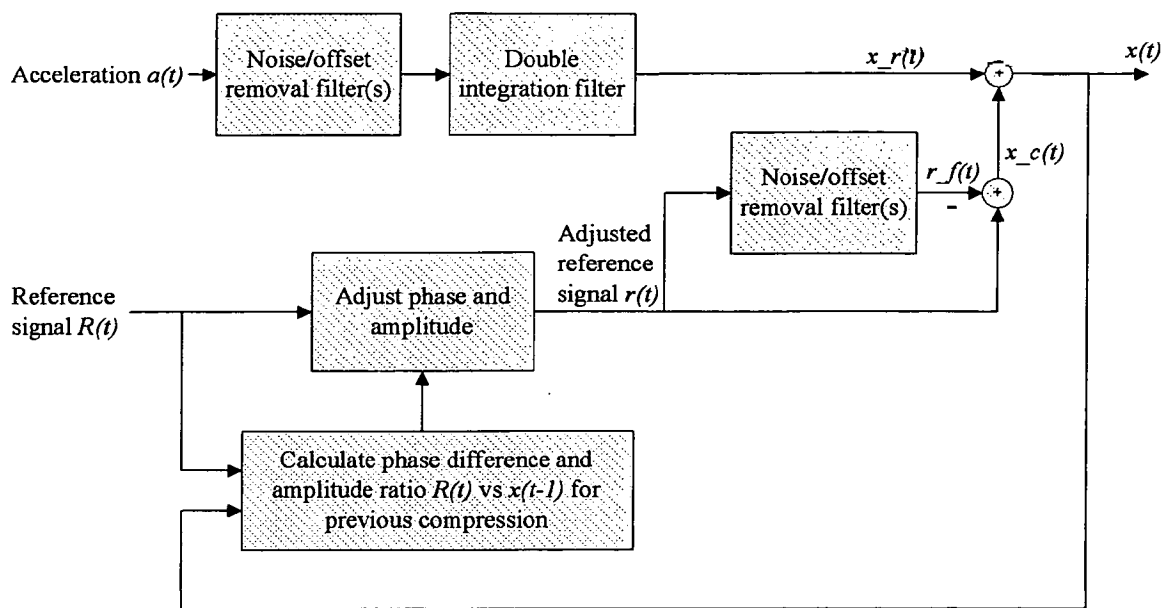 Acceleration a(t)
Noise/offset
removal filter(s)
Double
integration filter
x_r(t)
+
x(t)
Noise/offset
removal filter(s)
r_f(t)
-
+
x_c(t)
Reference
signal R(t)
Adjust phase and
amplitude
Adjusted
reference
signal r(t)
Calculate phase difference and
amplitude ratio R(t) vs x(t-1) for
previous compression